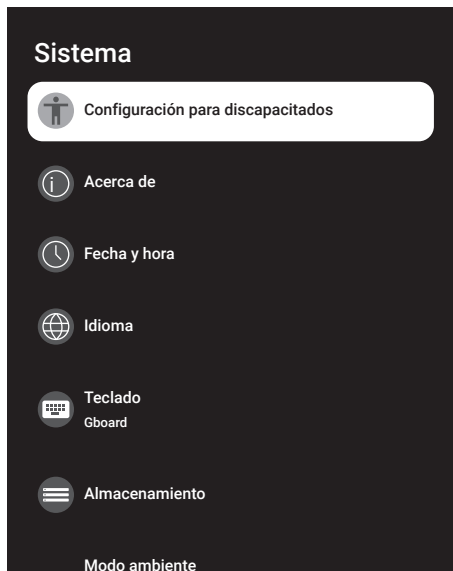 Sistema
Configuración para discapacitados
Acerca de
Fecha y hora
Idioma
Teclado
Gboard
Almacenamiento
Modo ambiente